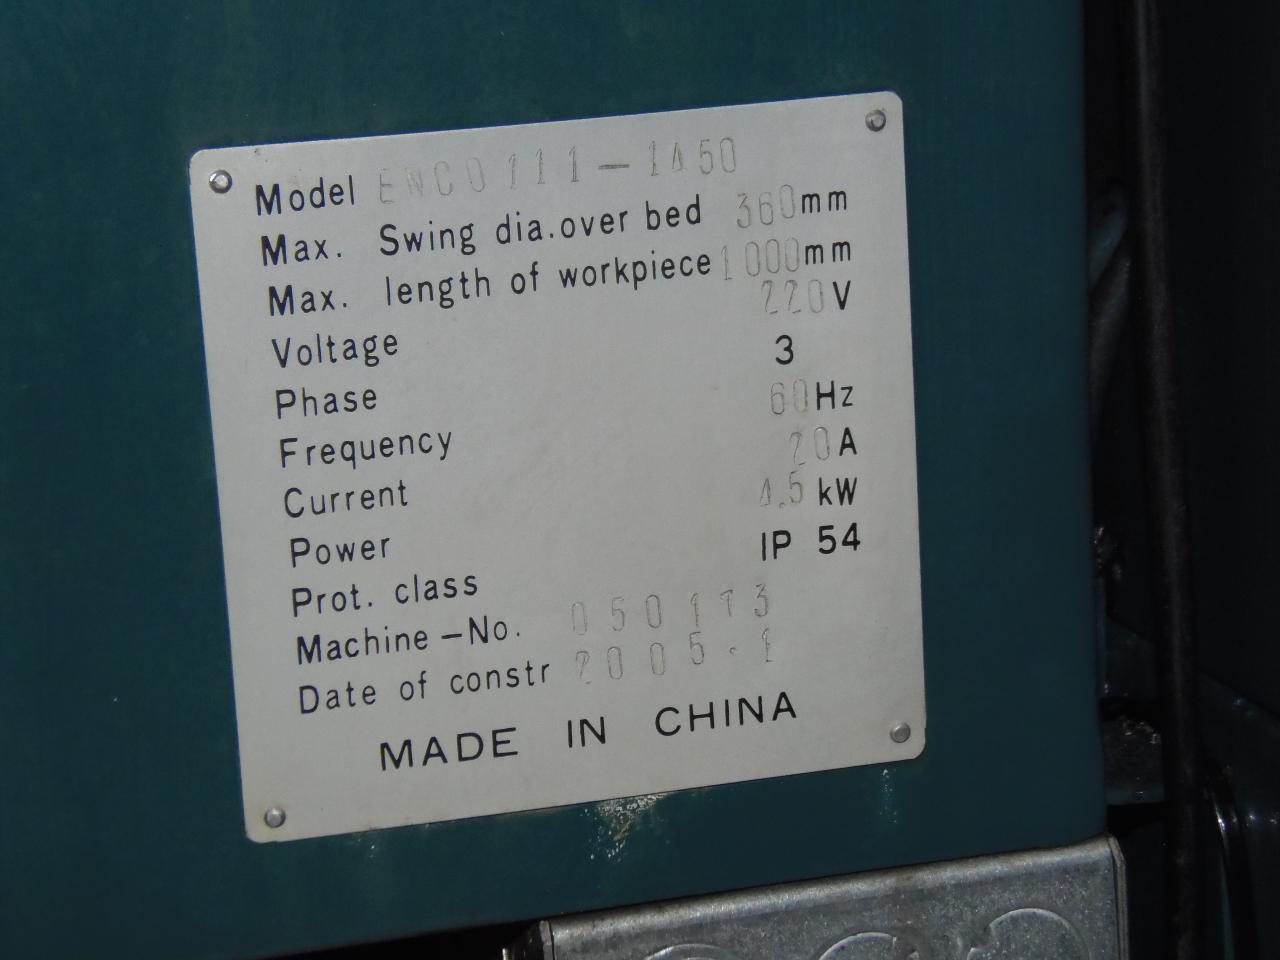 Model ENCO111-1450
Max. Swing dia.over bed 360mm
Max. length of workpiece 1000mm
Voltage 220V
Phase 3
Frequency 60Hz
Current 20A
Power 4.5 kW
Prot. class IP 54
Machine-No. 050113
Date of constr 2005.1
MADE IN CHINA